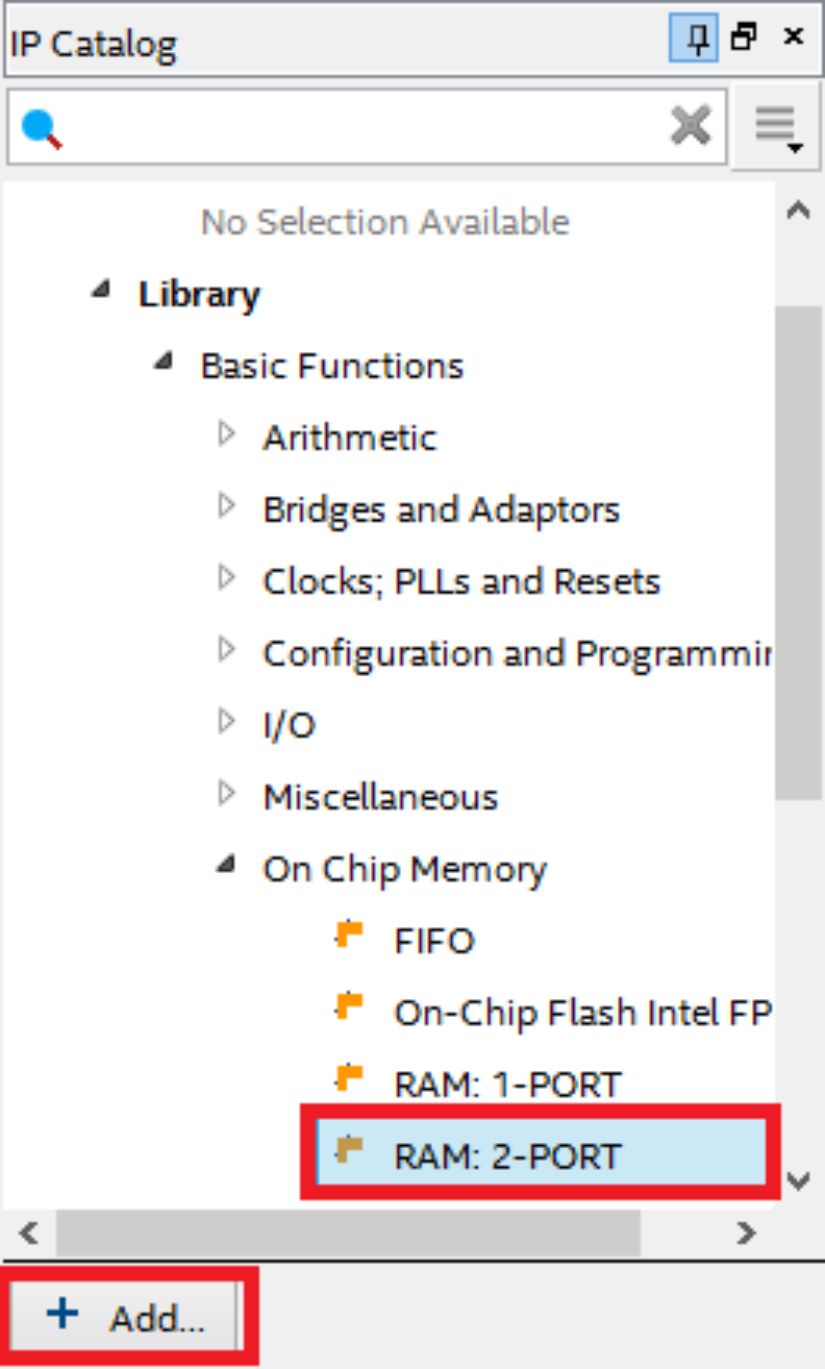 IP Catalog
No Selection Available
Library
Basic Functions
Arithmetic
Bridges and Adaptors
Clocks; PLLs and Resets
Configuration and Programmin
I/O
Miscellaneous
On Chip Memory
FIFO
On-Chip Flash Intel FP
RAM: 1-PORT
RAM: 2-PORT
+ Add...